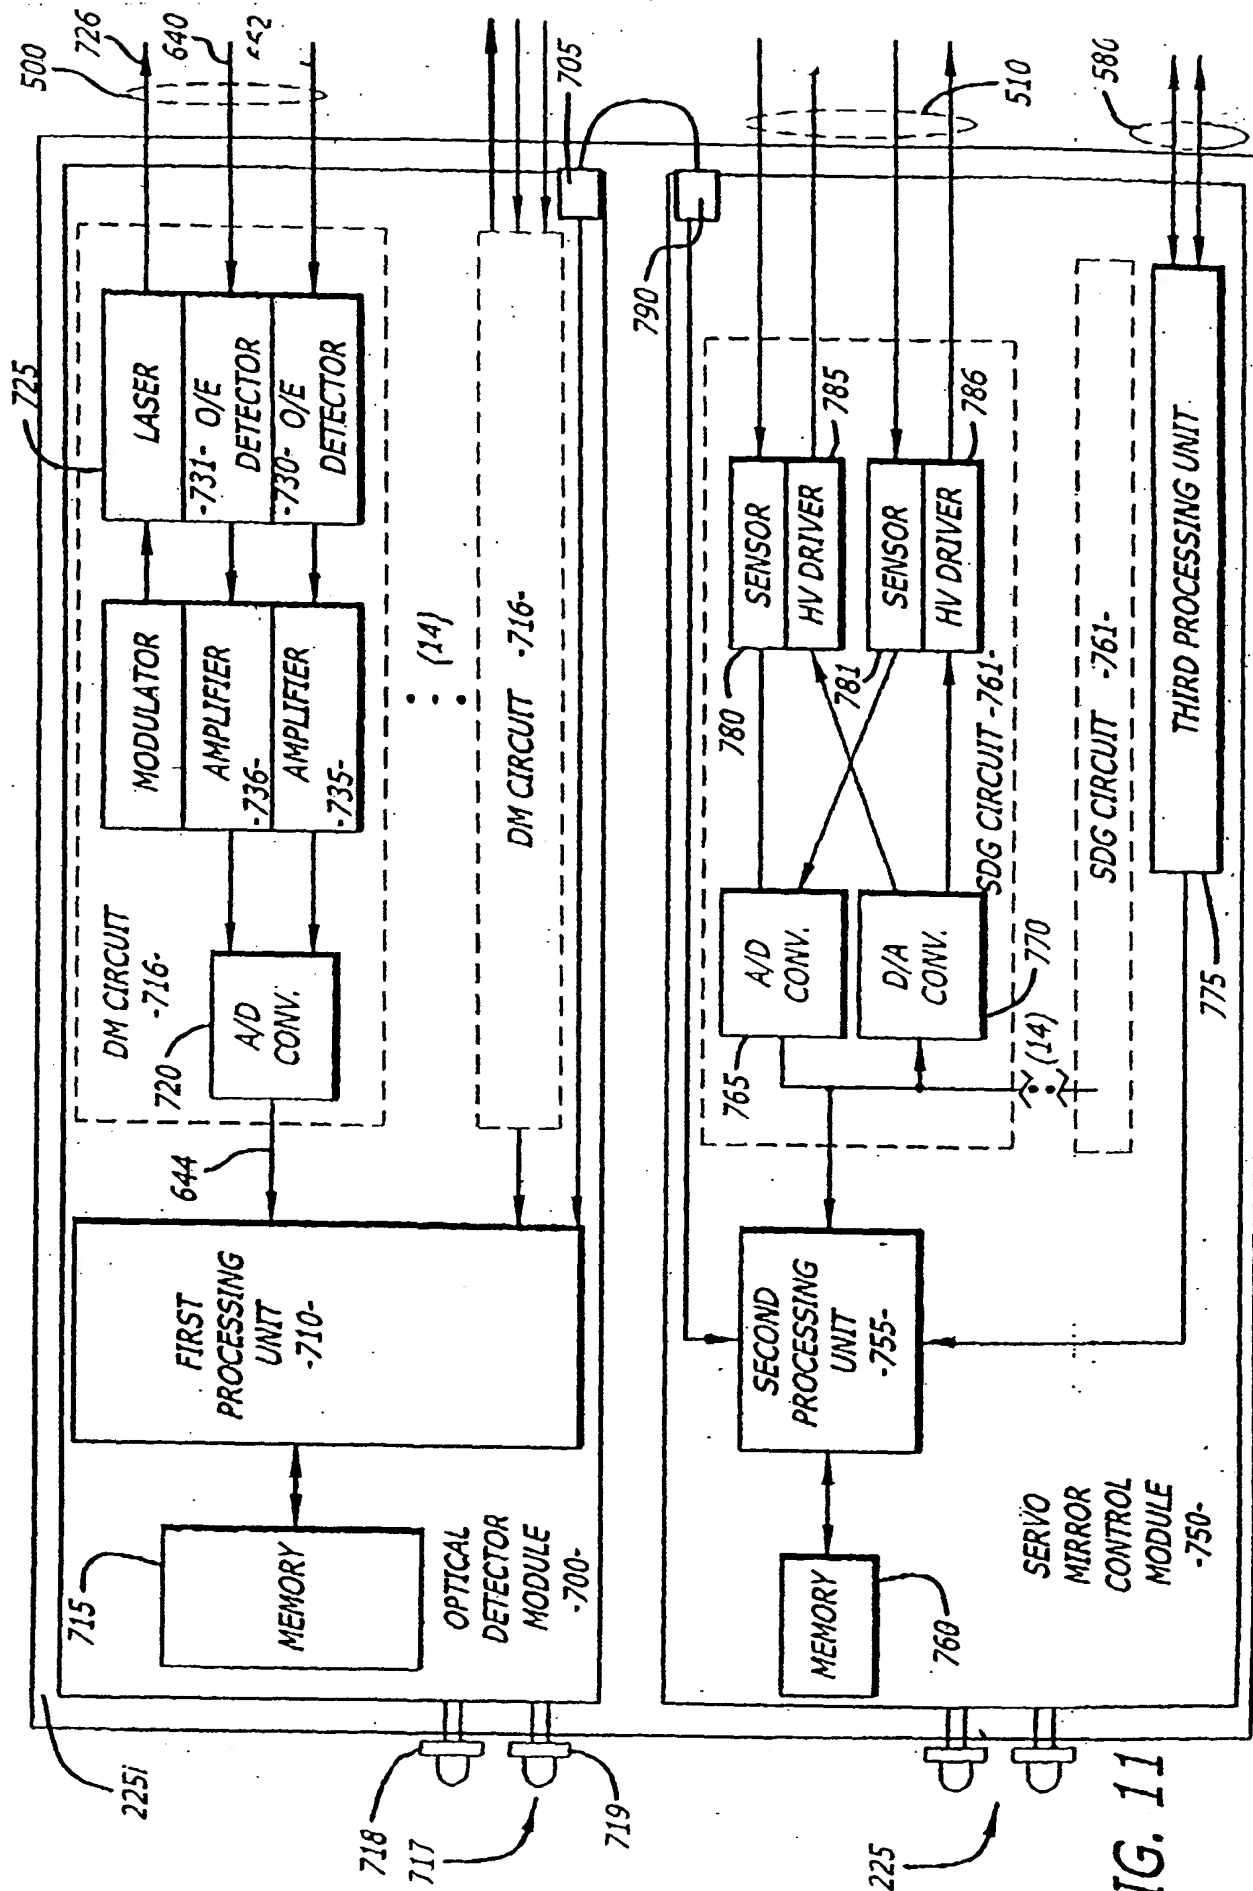 225i
725
500
726
640
715
MEMORY
FIRST
PROCESSING
UNIT
-710-
644
DM CIRCUIT
-716-
720
A/D
CONV.
MODULATOR
AMPLIFIER
-736-
AMPLIFIER
-735-
LASER
-731- O/E
DETECTOR
-730- O/E
DETECTOR
(14)
DM CIRCUIT -716-
705
OPTICAL
DETECTOR
MODULE
-700-
718
717
719
790
MEMORY
760
SECOND
PROCESSING
UNIT
-755-
765
A/D
CONV.
D/A
CONV.
770
780
SENSOR
HV DRIVER
785
781
SENSOR
HV DRIVER
786
SDG CIRCUIT -761-
(14)
SDG CIRCUIT -761-
510
580
THIRD PROCESSING UNIT
775
SERVO
MIRROR
CONTROL
MODULE
-750-
225
IG. 11